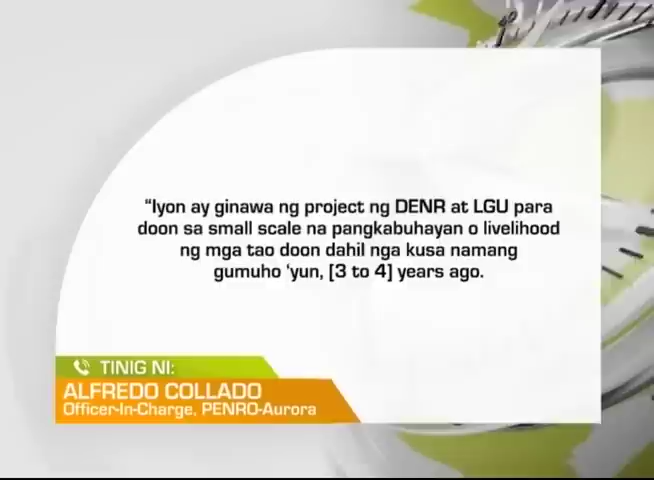 “Iyon ay ginawa ng project ng DENR at LGU para
doon sa small scale na pangkabuhayan o livelihood
ng mga tao doon dahil nga kusa namang
gumuho ‘yun, [3 to 4] years ago.
TINIG NI:
ALFREDO COLLADO
Officer-In-Charge, PENRO-Aurora